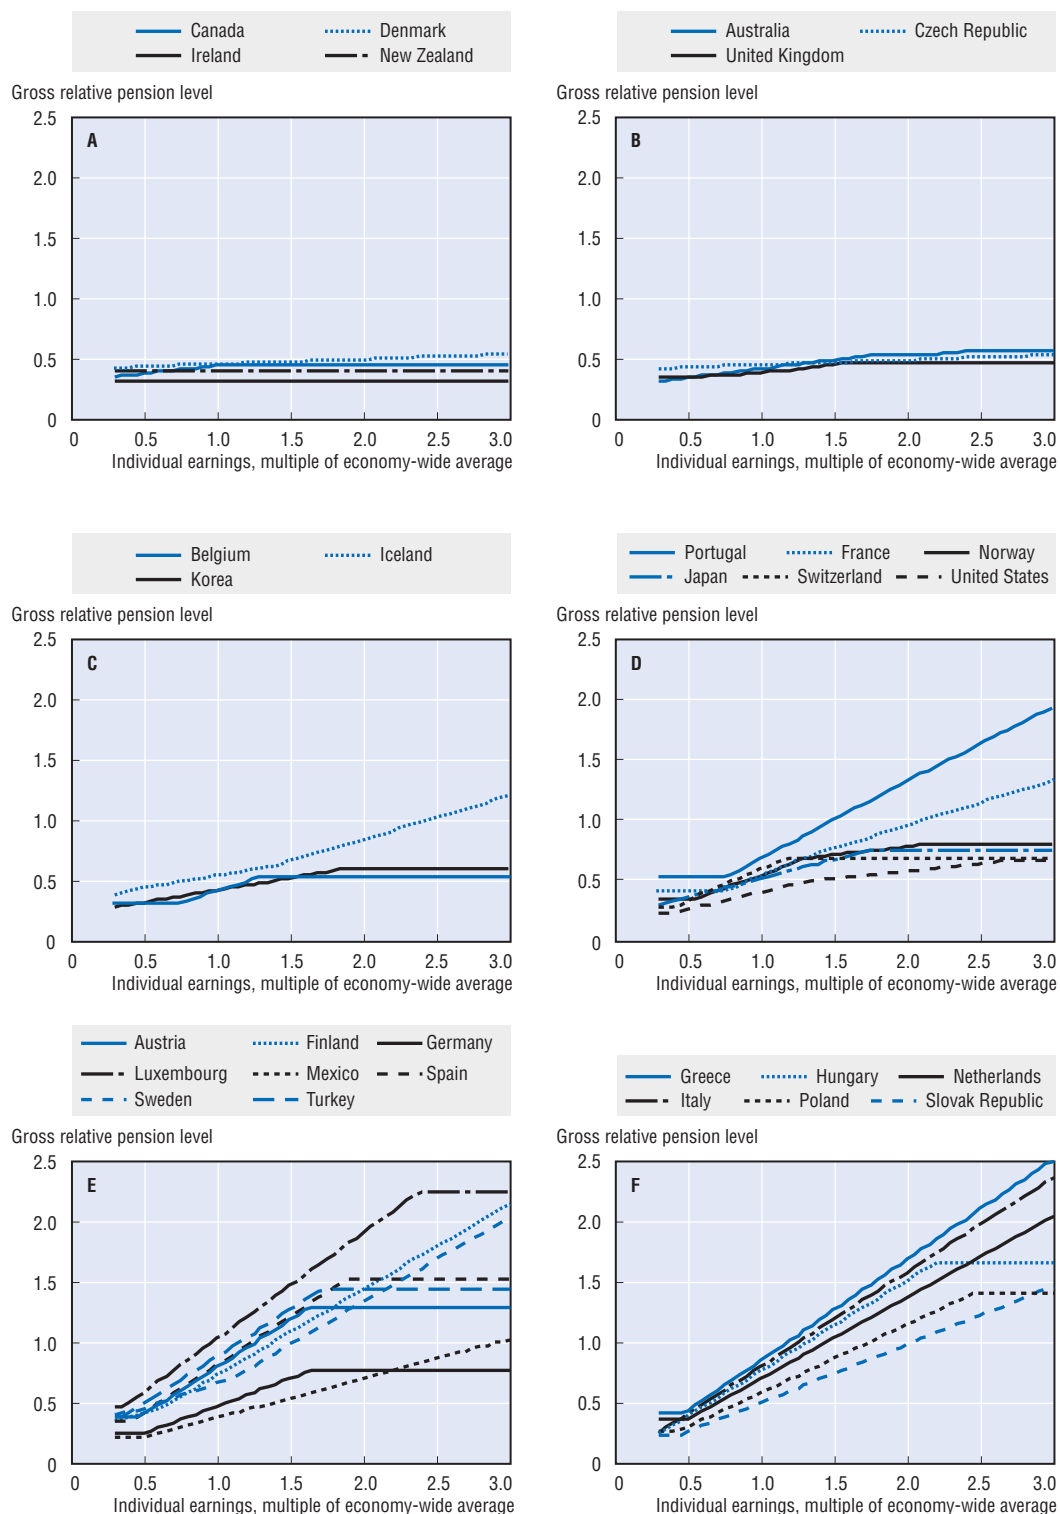 Canada Denmark
Ireland New Zealand
Gross relative pension level
2.5
A
2.0
1.5
1.0
0.5
0
0 0.5 1.0 1.5 2.0 2.5 3.0
Individual earnings, multiple of economy-wide average
Australia Czech Republic
United Kingdom
Gross relative pension level
2.5
B
2.0
1.5
1.0
0.5
0
0 0.5 1.0 1.5 2.0 2.5 3.0
Individual earnings, multiple of economy-wide average
Belgium Iceland
Korea
Gross relative pension level
2.5
C
2.0
1.5
1.0
0.5
0
0 0.5 1.0 1.5 2.0 2.5 3.0
Individual earnings, multiple of economy-wide average
Portugal France Norway
Japan Switzerland United States
Gross relative pension level
2.5
D
2.0
1.5
1.0
0.5
0
0 0.5 1.0 1.5 2.0 2.5 3.0
Individual earnings, multiple of economy-wide average
Austria Finland Germany
Luxembourg Mexico Spain
Sweden Turkey
Gross relative pension level
2.5
E
2.0
1.5
1.0
0.5
0
0 0.5 1.0 1.5 2.0 2.5 3.0
Individual earnings, multiple of economy-wide average
Greece Hungary Netherlands
Italy Poland Slovak Republic
Gross relative pension level
2.5
F
2.0
1.5
1.0
0.5
0
0 0.5 1.0 1.5 2.0 2.5 3.0
Individual earnings, multiple of economy-wide average